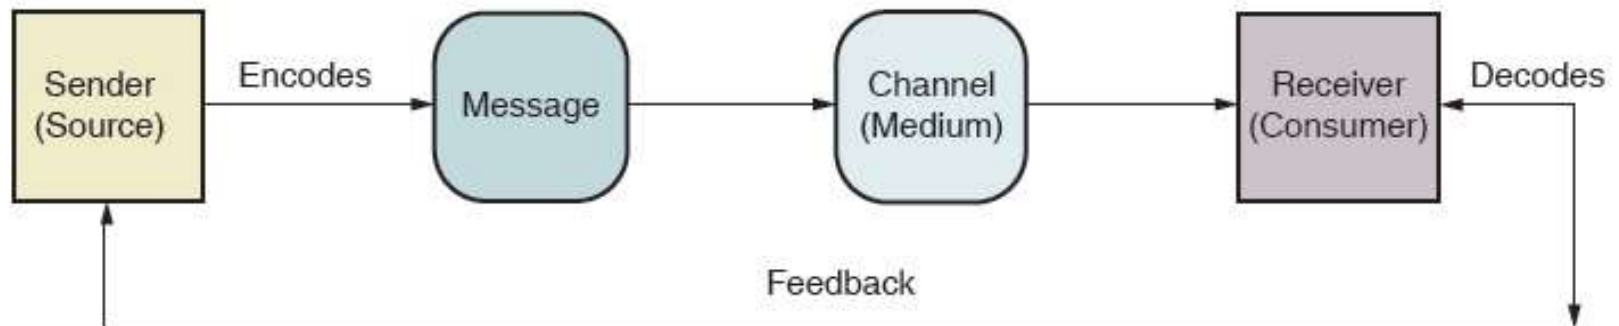 Sender
(Source)
Encodes
Message
Channel
(Medium)
Receiver
(Consumer)
Decodes
Feedback